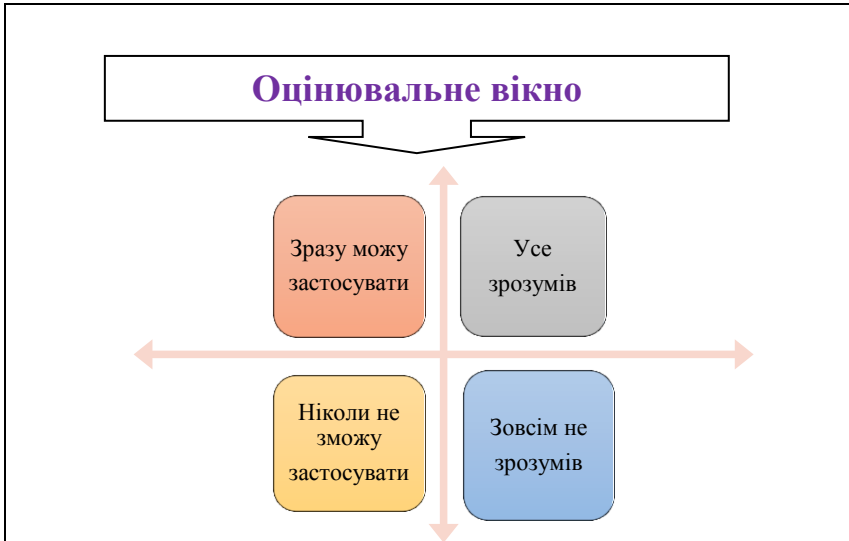 Оцінювальне вікно
Зразу можу
застосувати
Усе
зрозумів
Ніколи не
зможу
застосувати
Зовсім не
зрозумів